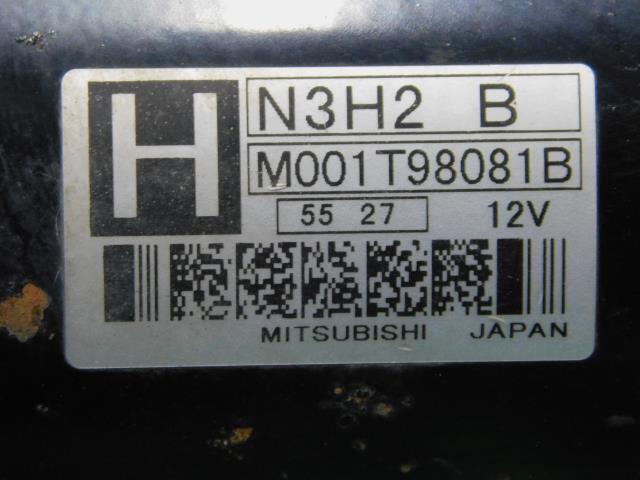 H
N3H2 B
M001T98081B
55 27
12V
MITSUBISHI JAPAN